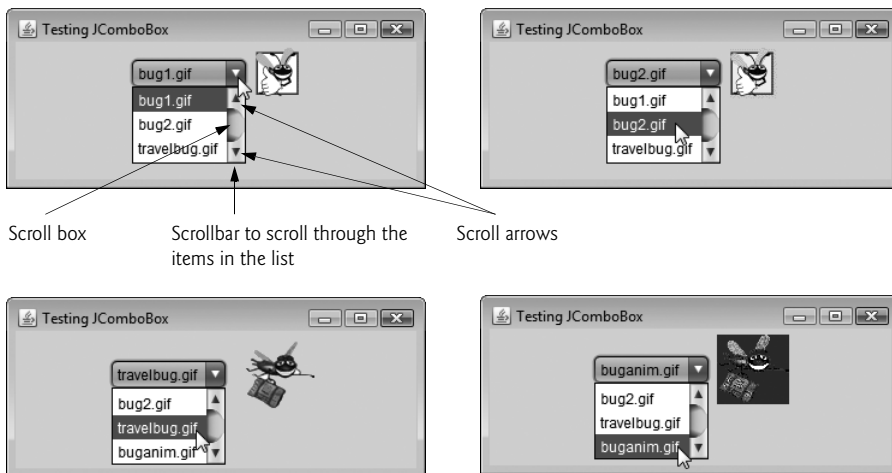 Testing JComboBox
bug1.gif
bug1.gif
bug2.gif
travelbug.gif
Testing JComboBox
bug2.gif
bug1.gif
bug2.gif
travelbug.gif
Scroll box
Scrollbar to scroll through the
items in the list
Scroll arrows
Testing JComboBox
travelbug.gif
bug2.gif
travelbug.gif
buganim.gif
Testing JComboBox
buganim.gif
bug2.gif
travelbug.gif
buganim.gif